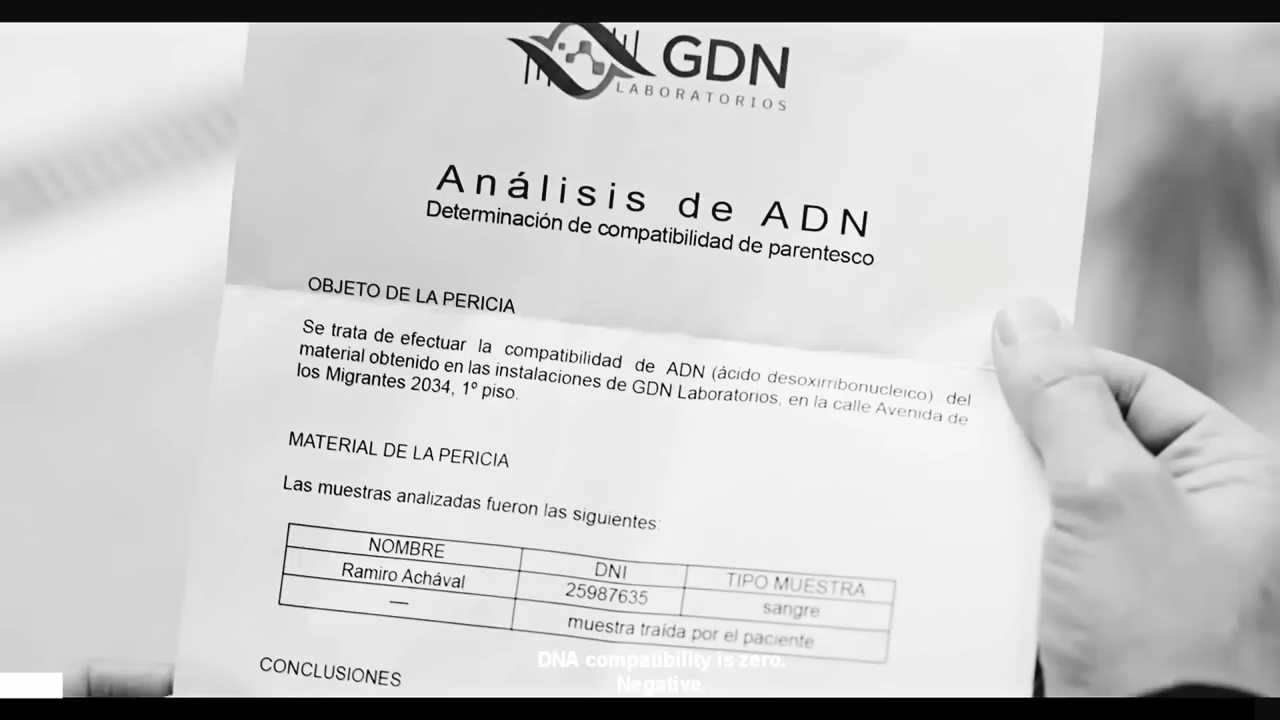 GDN
LABORATORIOS
Análisis de ADN
Determinación de compatibilidad de parentesco
OBJETO DE LA PERICIA
Se trata de efectuar la compatibilidad de ADN (ácido desoxirribonucleico) del
material obtenido en las instalaciones de GDN Laboratorios, en la calle Avenida de
los Migrantes 2034, 1º piso.
MATERIAL DE LA PERICIA
Las muestras analizadas fueron las siguientes:
NOMBRE DNI TIPO MUESTRA
Ramiro Achával 25987635 sangre
— muestra traída por el paciente
CONCLUSIONES
DNA compatibility is zero.
Negative.